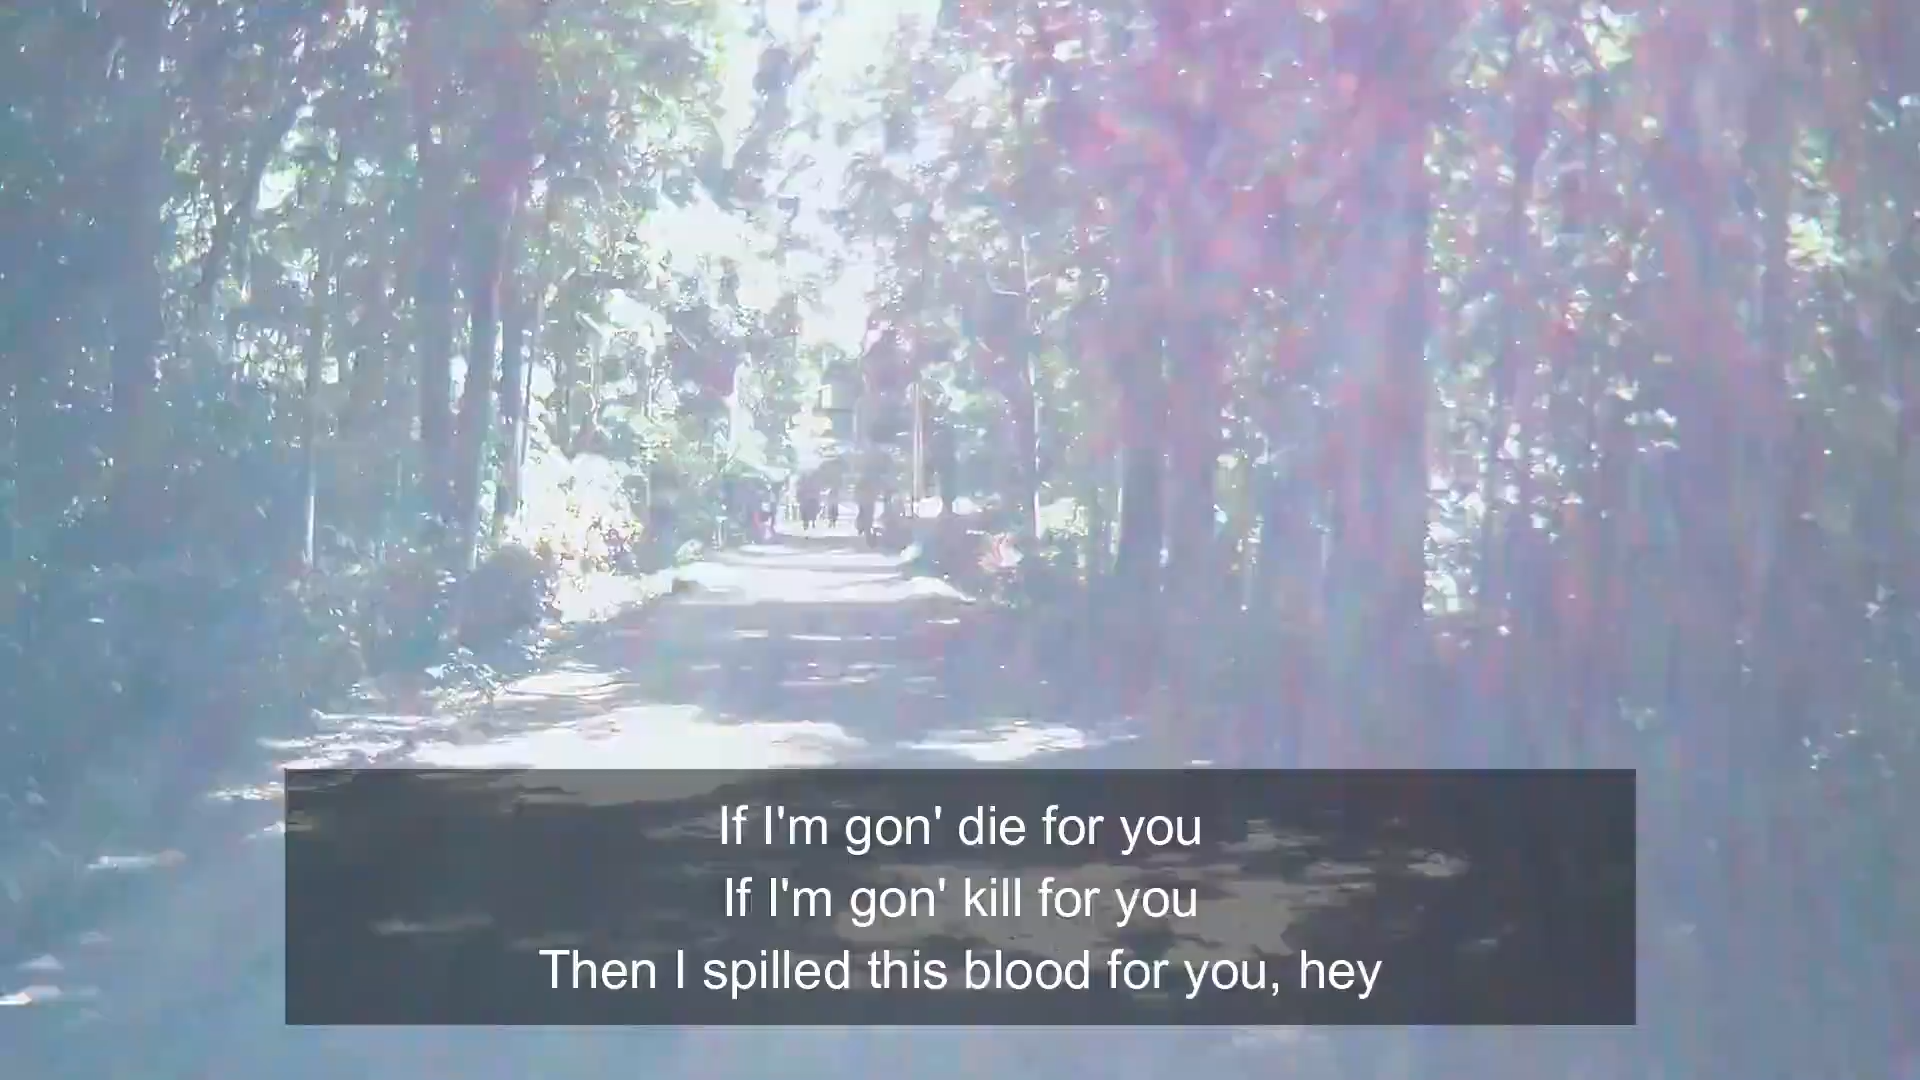 If I'm gon' die for you
If I'm gon' kill for you
Then I spilled this blood for you, hey